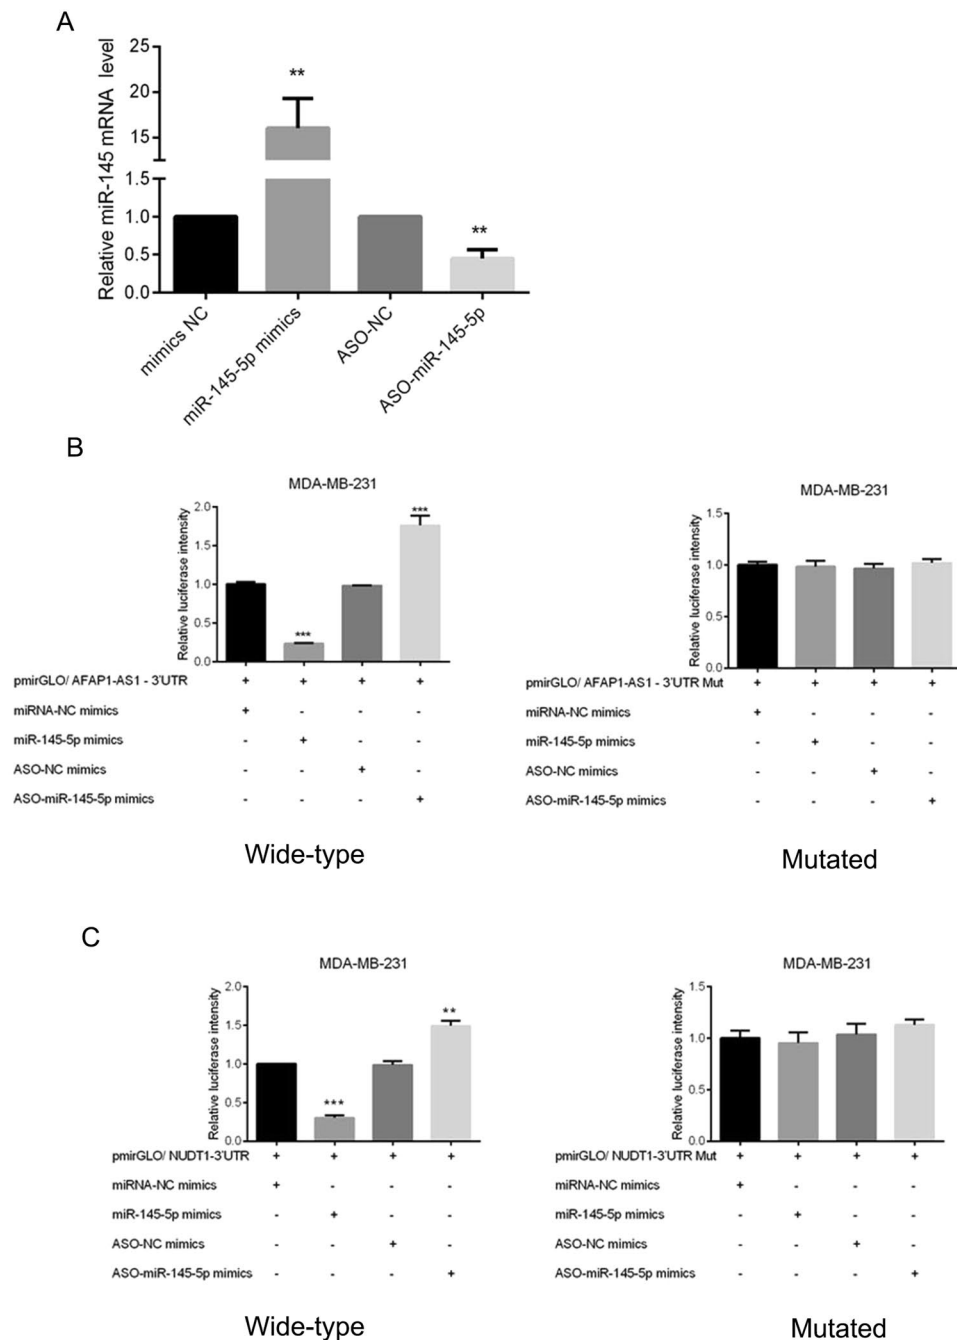 A
Relative miR-145 mRNA level
25
20
15
1.5
1.0
0.5
0.0
**
**
mimics NC
miR-145-5p mimics
ASO-NC
ASO-miR-145-5p
B
MDA-MB-231
Relative luciferase intensity
2.0
1.5
1.0
0.5
0.0
***
***
pmirGLO/ AFAP1-AS1 - 3'UTR + + + +
miRNA-NC mimics + - - -
miR-145-5p mimics - + - -
ASO-NC mimics - - + -
ASO-miR-145-5p mimics - - - +
Wide-type
MDA-MB-231
Relative luciferase intensity
1.5
1.0
0.5
0.0
pmirGLO/ AFAP1-AS1 - 3'UTR Mut + + + +
miRNA-NC mimics + - - -
miR-145-5p mimics - + - -
ASO-NC mimics - - + -
ASO-miR-145-5p mimics - - - +
Mutated
C
MDA-MB-231
Relative luciferase intensity
2.0
1.5
1.0
0.5
0.0
***
**
pmirGLO/ NUDT1-3'UTR + + + +
miRNA-NC mimics + - - -
miR-145-5p mimics - + - -
ASO-NC mimics - - + -
ASO-miR-145-5p mimics - - - +
Wide-type
MDA-MB-231
Relative luciferase intensity
1.5
1.0
0.5
0.0
pmirGLO/ NUDT1-3'UTR Mut + + + +
miRNA-NC mimics + - - -
miR-145-5p mimics - + - -
ASO-NC mimics - - + -
ASO-miR-145-5p mimics - - - +
Mutated